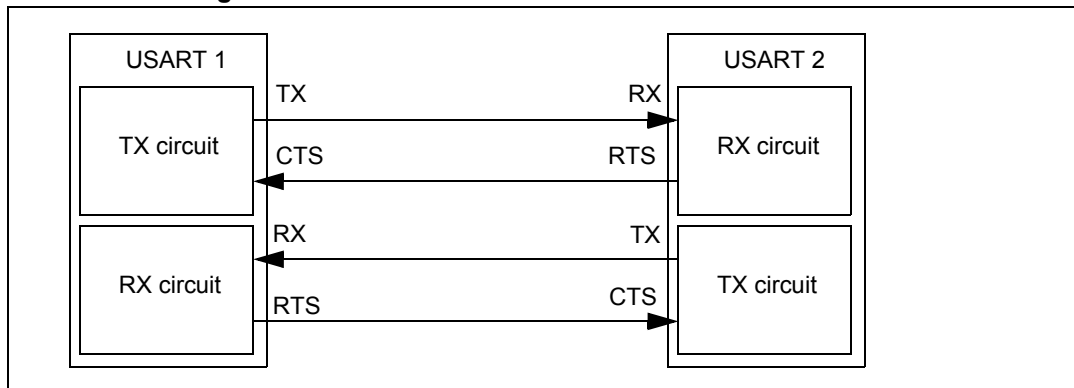 USART 1
USART 2
TX
RX
TX circuit
RX circuit
CTS
RTS
RX
TX
RX circuit
TX circuit
RTS
CTS